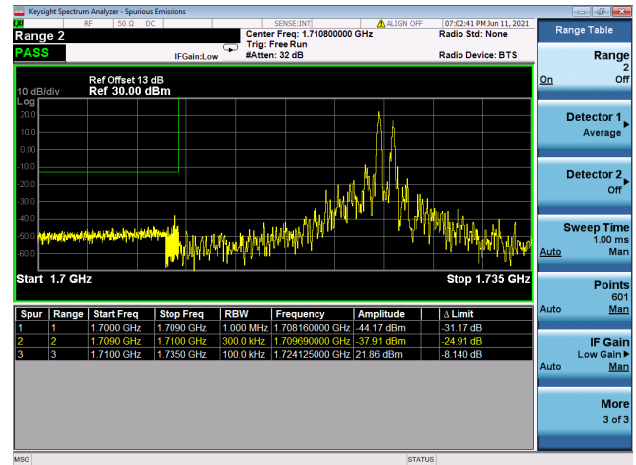 Keysight Spectrum Analyzer - Spurious Emissions
RF 50 Ω DC SENSE:INT ALIGN OFF 07:02:41 PM Jun 11, 2021
Range 2 Center Freq: 1.710800000 GHz Radio Std: None
Trig: Free Run
PASS IFGain:Low #Atten: 32 dB Radio Device: BTS
Ref Offset 13 dB
10 dB/div Ref 30.00 dBm
Log
20.0
10.0
0.00
-10.0
-20.0
-30.0
-40.0
-50.0
-60.0
Start 1.7 GHz Stop 1.735 GHz
Spur Range Start Freq Stop Freq RBW Frequency Amplitude Δ Limit
1 1 1.7000 GHz 1.7090 GHz 1.000 MHz 1.708160000 GHz -44.17 dBm -31.17 dB
2 2 1.7090 GHz 1.7100 GHz 300.0 kHz 1.709690000 GHz -37.91 dBm -24.91 dB
3 3 1.7100 GHz 1.7350 GHz 100.0 kHz 1.724125000 GHz 21.86 dBm -8.140 dB
MSG STATUS
Range Table
Range
2
On Off
Detector 1
Average
Detector 2
Off
Sweep Time
1.00 ms
Auto Man
Points
601
Auto Man
IF Gain
Low Gain
Auto Man
More
3 of 3